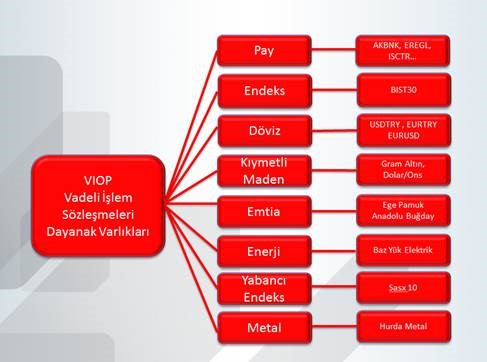 VIOP
Vadeli İşlem
Sözleşmeleri
Dayanak Varlıkları
Pay
AKBNK, EREGL,
ISCTR...
Endeks
BIST30
Döviz
USDTRY , EURTRY
EURUSD
Kıymetli
Maden
Gram Altın,
Dolar/Ons
Emtia
Ege Pamuk
Anadolu Buğday
Enerji
Baz Yük Elektrik
Yabancı
Endeks
Sasx 10
Metal
Hurda Metal